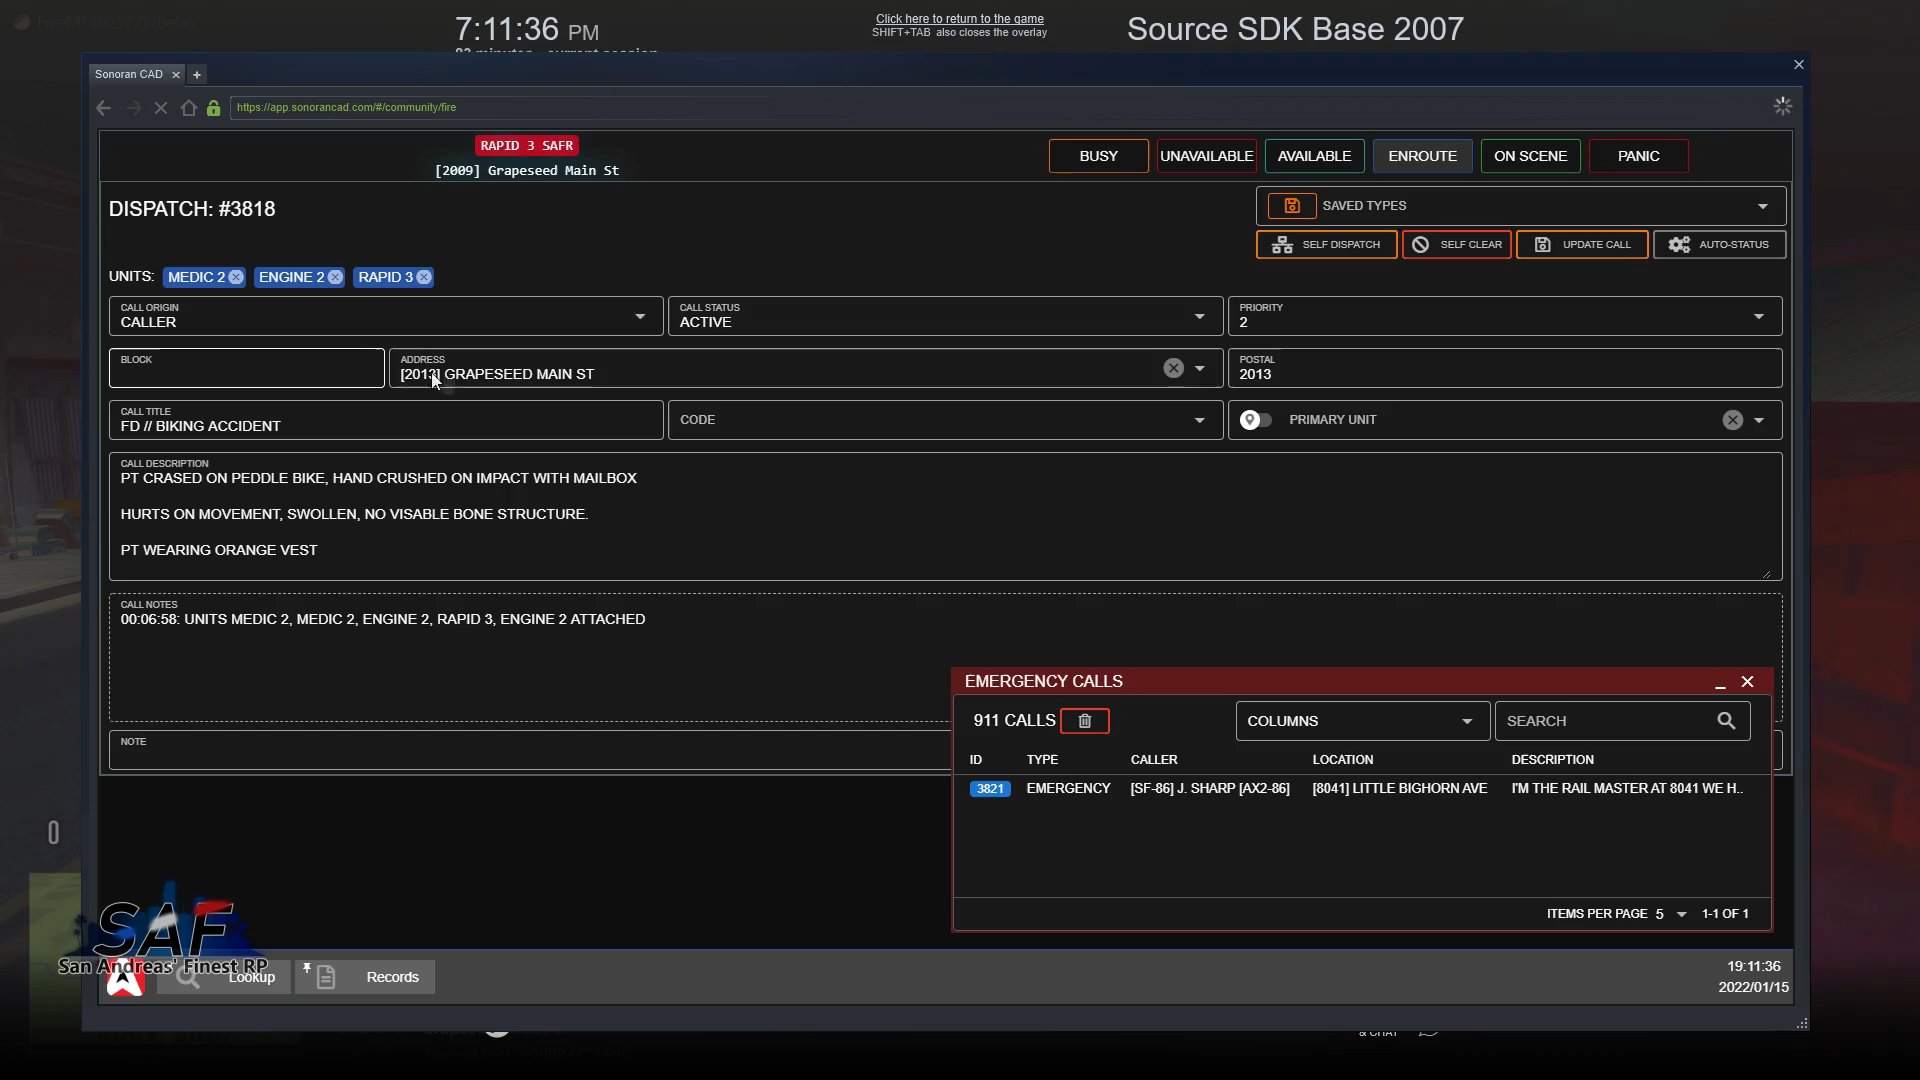 FiveM® (b2372) (Beta)
7:11:36 PM
Click here to return to the game
SHIFT+TAB also closes the overlay
Source SDK Base 2007
Sonoran CAD
https://app.sonorancad.com/#/community/fire
RAPID 3 SAFR
[2009] Grapeseed Main St
BUSY
UNAVAILABLE
AVAILABLE
ENROUTE
ON SCENE
PANIC
DISPATCH: #3818
SAVED TYPES
SELF DISPATCH
SELF CLEAR
UPDATE CALL
AUTO-STATUS
UNITS: MEDIC 2 ENGINE 2 RAPID 3
CALL ORIGIN
CALLER
CALL STATUS
ACTIVE
PRIORITY
2
BLOCK
ADDRESS
[2013] GRAPESEED MAIN ST
POSTAL
2013
CALL TITLE
FD // BIKING ACCIDENT
CODE
PRIMARY UNIT
CALL DESCRIPTION
PT CRASED ON PEDDLE BIKE, HAND CRUSHED ON IMPACT WITH MAILBOX
HURTS ON MOVEMENT, SWOLLEN, NO VISABLE BONE STRUCTURE.
PT WEARING ORANGE VEST
CALL NOTES
00:06:58: UNITS MEDIC 2, MEDIC 2, ENGINE 2, RAPID 3, ENGINE 2 ATTACHED
NOTE
EMERGENCY CALLS
911 CALLS
COLUMNS
SEARCH
ID TYPE CALLER LOCATION DESCRIPTION
3821 EMERGENCY [SF-86] J. SHARP [AX2-86] [8041] LITTLE BIGHORN AVE I'M THE RAIL MASTER AT 8041 WE H..
ITEMS PER PAGE 5 1-1 OF 1
0
SAF
San Andreas' Finest RP
Lookup
Records
19:11:36
2022/01/15
& CHAT